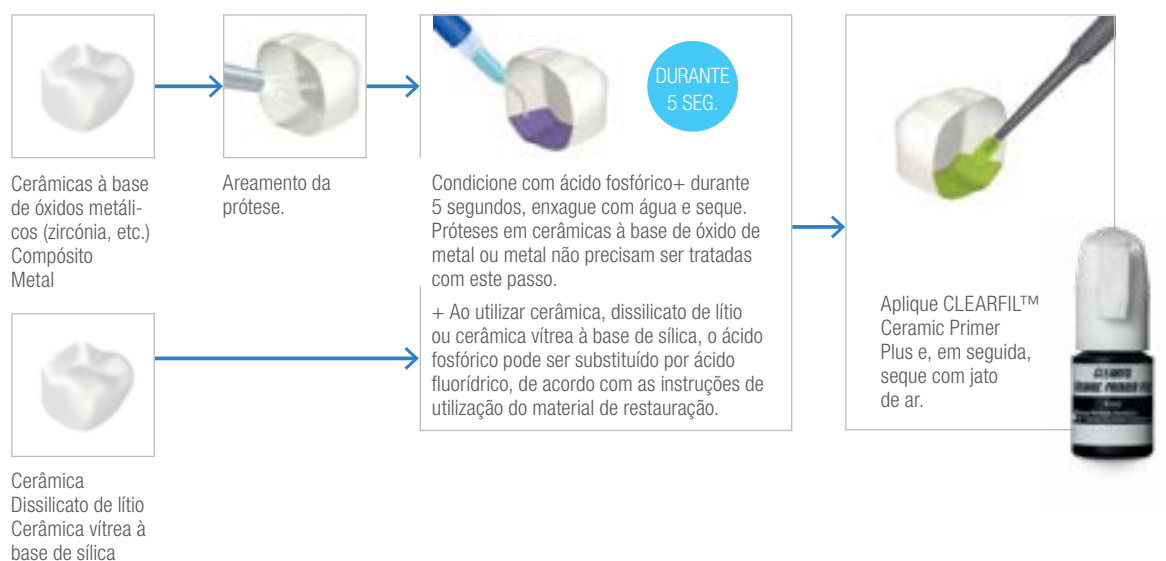 Cerâmicas à base
de óxidos metáli-
cos (zircónia, etc.)
Compósito
Metal
Areamento da
prótese.
DURANTE
5 SEG.
Condicione com ácido fosfórico+ durante
5 segundos, enxague com água e seque.
Próteses em cerâmicas à base de óxido de
metal ou metal não precisam ser tratadas
com este passo.
+ Ao utilizar cerâmica, dissilicato de lítio
ou cerâmica vítrea à base de sílica, o ácido
fosfórico pode ser substituído por ácido
fluorídrico, de acordo com as instruções de
utilização do material de restauração.
Aplique CLEARFIL™
Ceramic Primer
Plus e, em seguida,
seque com jato
de ar.
Cerâmica
Dissilicato de lítio
Cerâmica vítrea à
base de sílica